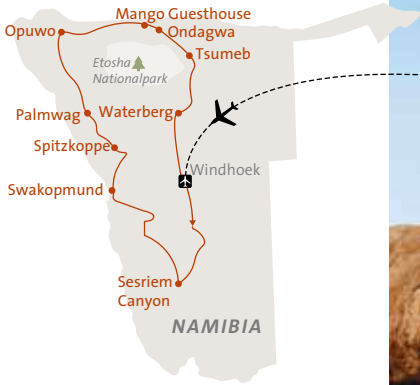 Mango Guesthouse
Opuwo
Ondagwa
Tsumeb
Etosha
Nationalpark
Palmwag
Waterberg
Spitzkoppe
Windhoek
Swakopmund
Sesriem
Canyon
NAMIBIA